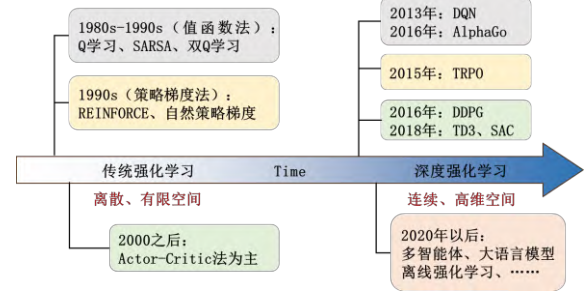 1980s-1990s（值函数法）：
Q学习、SARSA、双Q学习
1990s（策略梯度法）：
REINFORCE、自然策略梯度
2013年：DQN
2016年：AlphaGo
2015年：TRPO
2016年：DDPG
2018年：TD3、SAC
传统强化学习 Time 深度强化学习
离散、有限空间
连续、高维空间
2000之后：
Actor-Critic法为主
2020年以后：
多智能体、大语言模型
离线强化学习、……